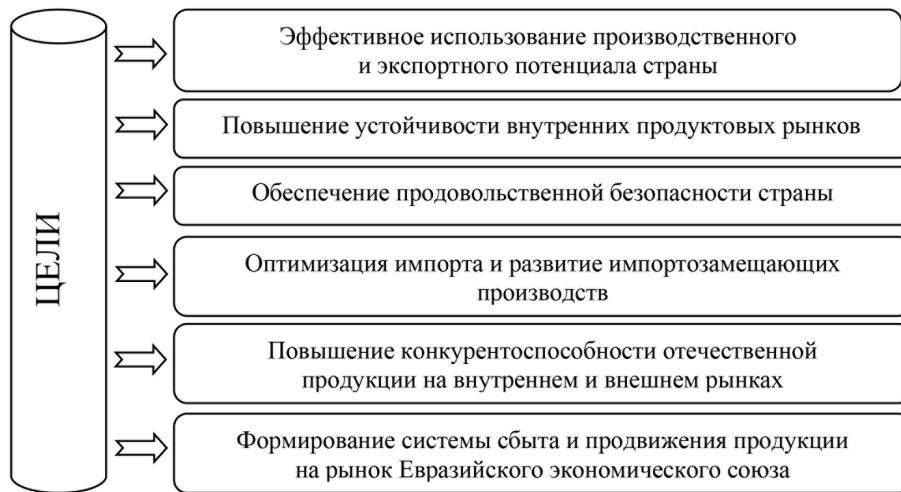 ЦЕЛИ
Эффективное использование производственного
и экспортного потенциала страны
Повышение устойчивости внутренних продуктовых рынков
Обеспечение продовольственной безопасности страны
Оптимизация импорта и развитие импортозамещающих
производств
Повышение конкурентоспособности отечественной
продукции на внутреннем и внешнем рынках
Формирование системы сбыта и продвижения продукции
на рынок Евразийского экономического союза